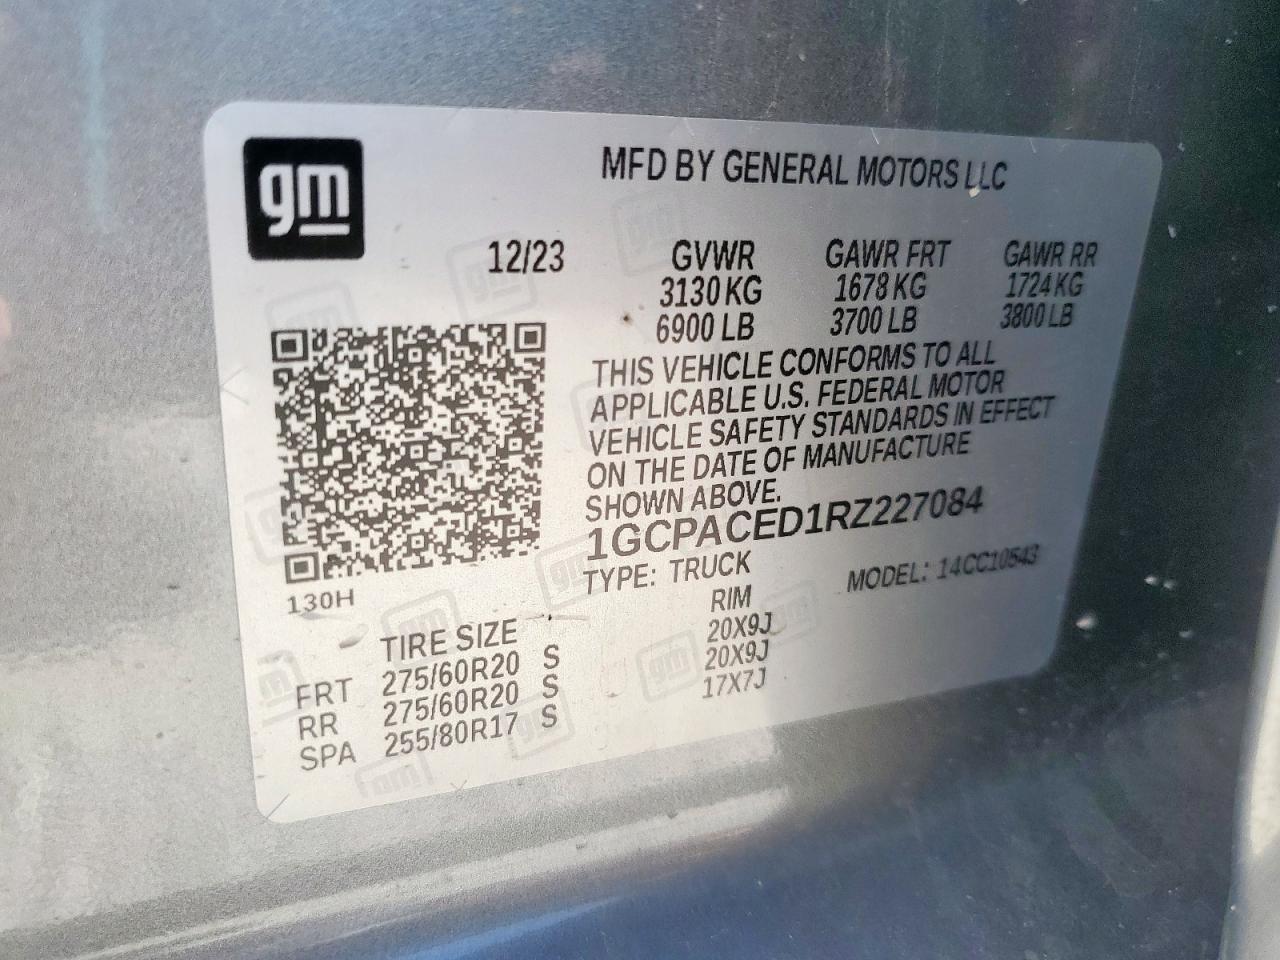 gm
MFD BY GENERAL MOTORS LLC
12/23 GVWR GAWR FRT GAWR RR
3130 KG 1678 KG 1724 KG
6900 LB 3700 LB 3800 LB
THIS VEHICLE CONFORMS TO ALL
APPLICABLE U.S. FEDERAL MOTOR
VEHICLE SAFETY STANDARDS IN EFFECT
ON THE DATE OF MANUFACTURE
SHOWN ABOVE.
1GCPACED1RZ227084
TYPE: TRUCK MODEL: 14CC10543
130H
TIRE SIZE RIM
FRT 275/60R20 S 20X9J
RR 275/60R20 S 20X9J
SPA 255/80R17 S 17X7J